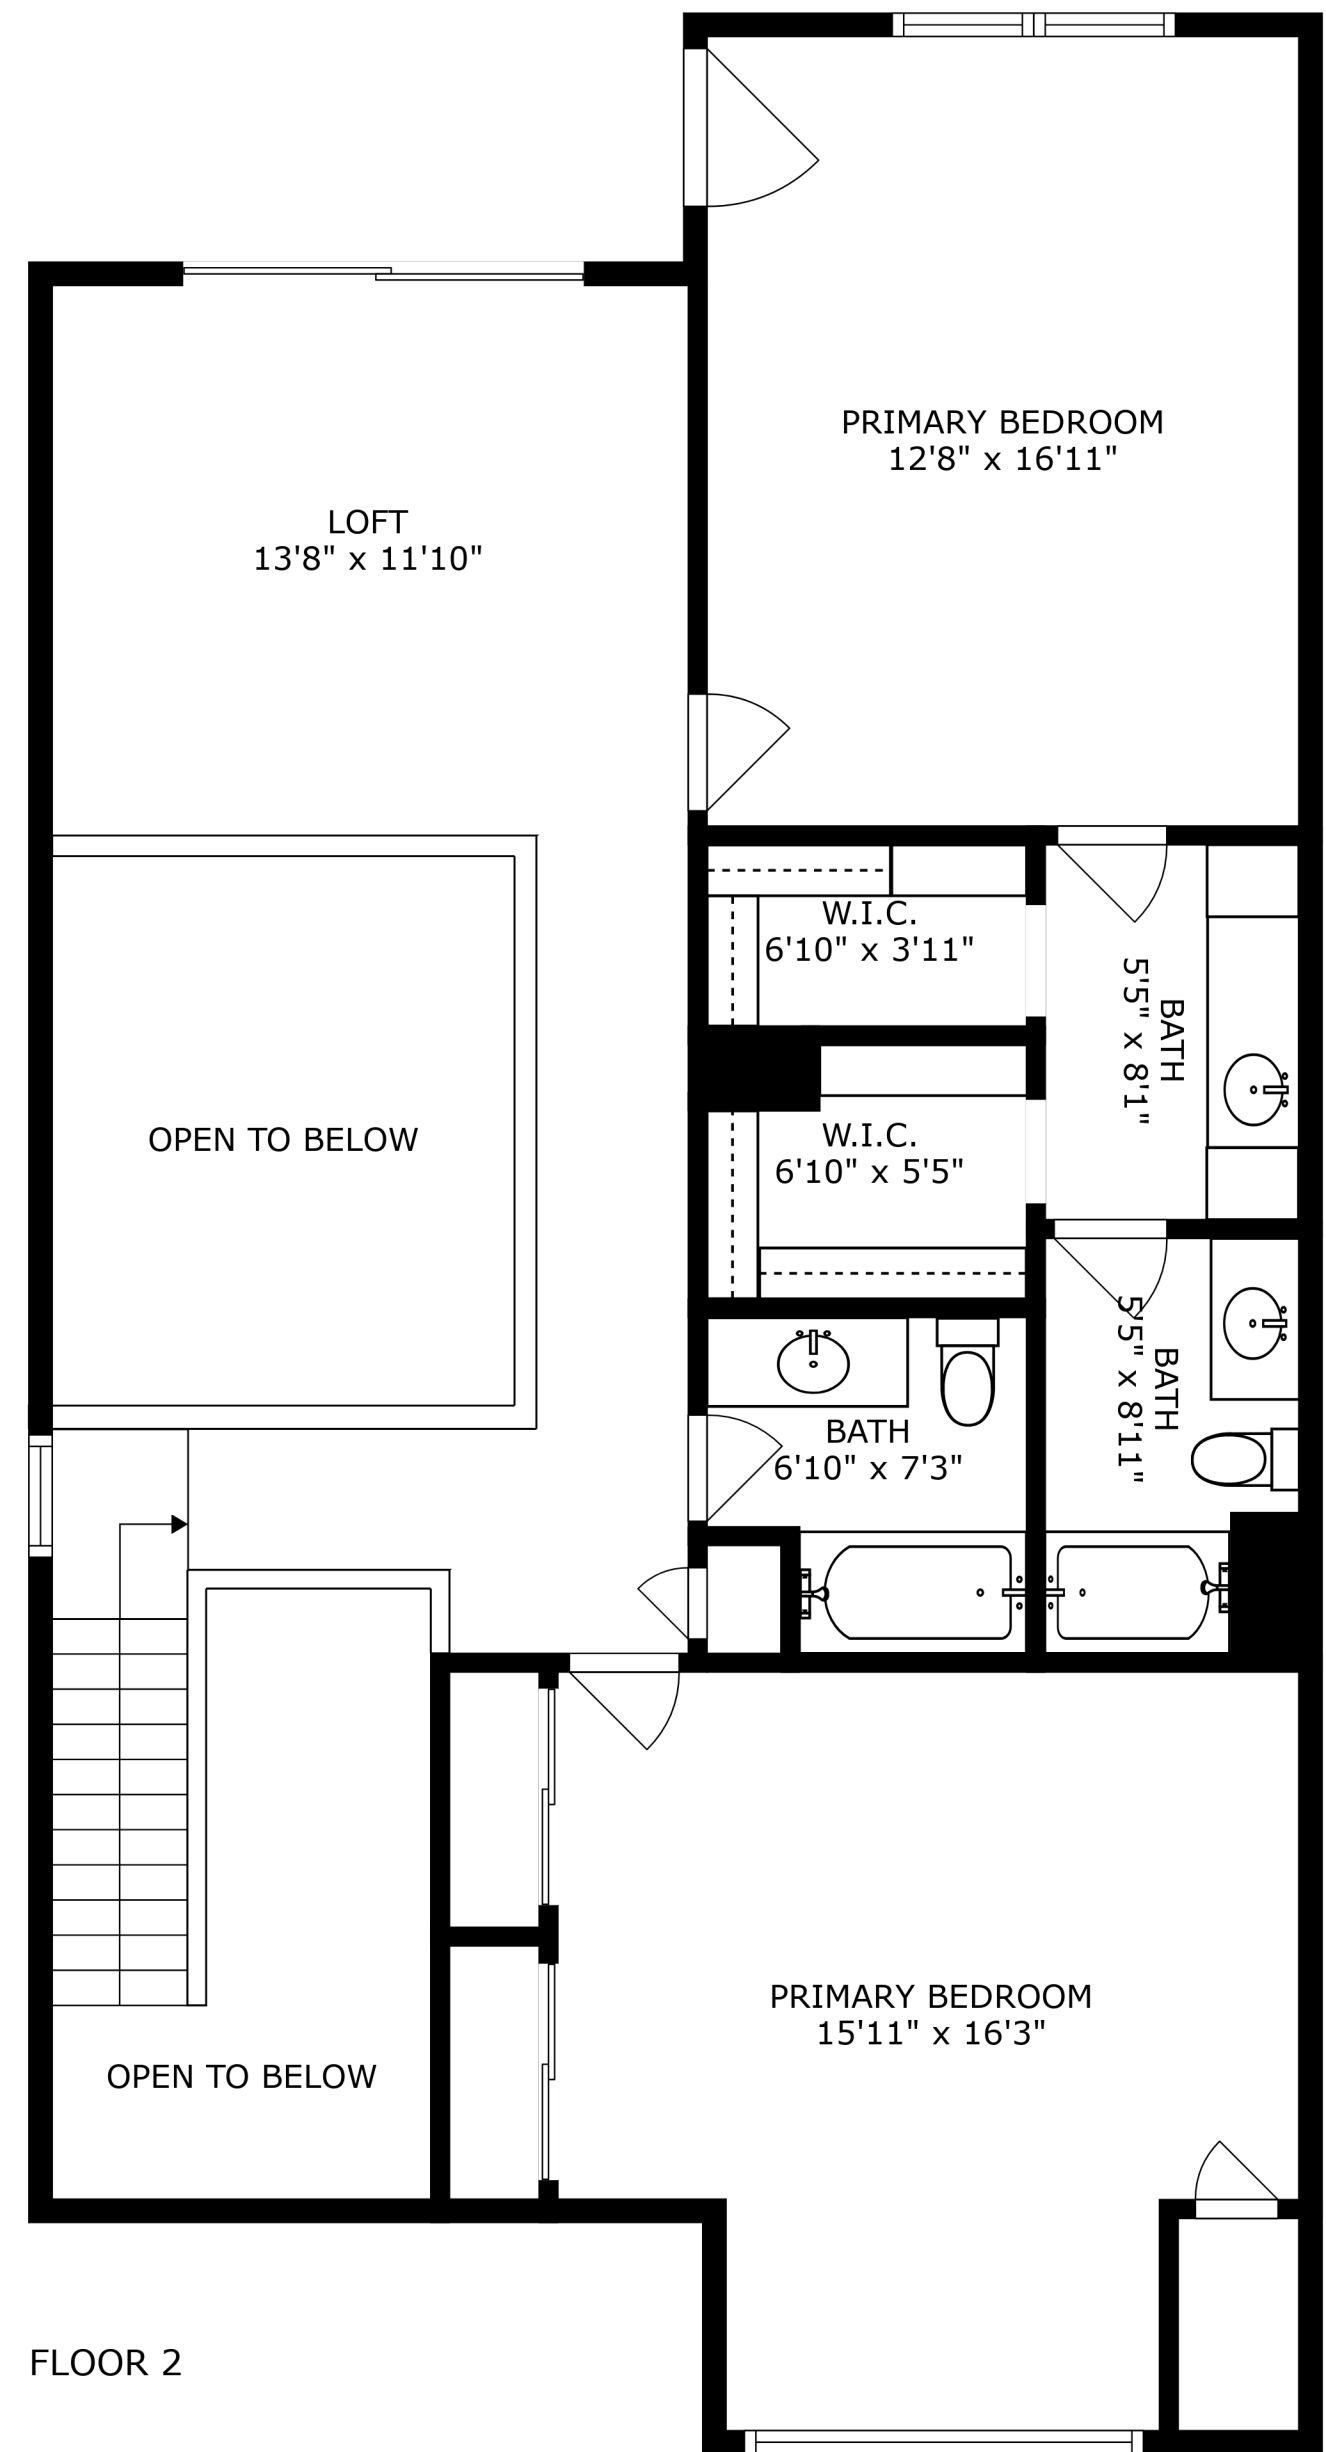 PRIMARY BEDROOM
12'8" x 16'11"
LOFT
13'8" x 11'10"
W.I.C.
6'10" x 3'11"
BATH
5'5" x 8'1"
OPEN TO BELOW
W.I.C.
6'10" x 5'5"
BATH
5'5" x 8'11"
BATH
6'10" x 7'3"
PRIMARY BEDROOM
15'11" x 16'3"
OPEN TO BELOW
FLOOR 2